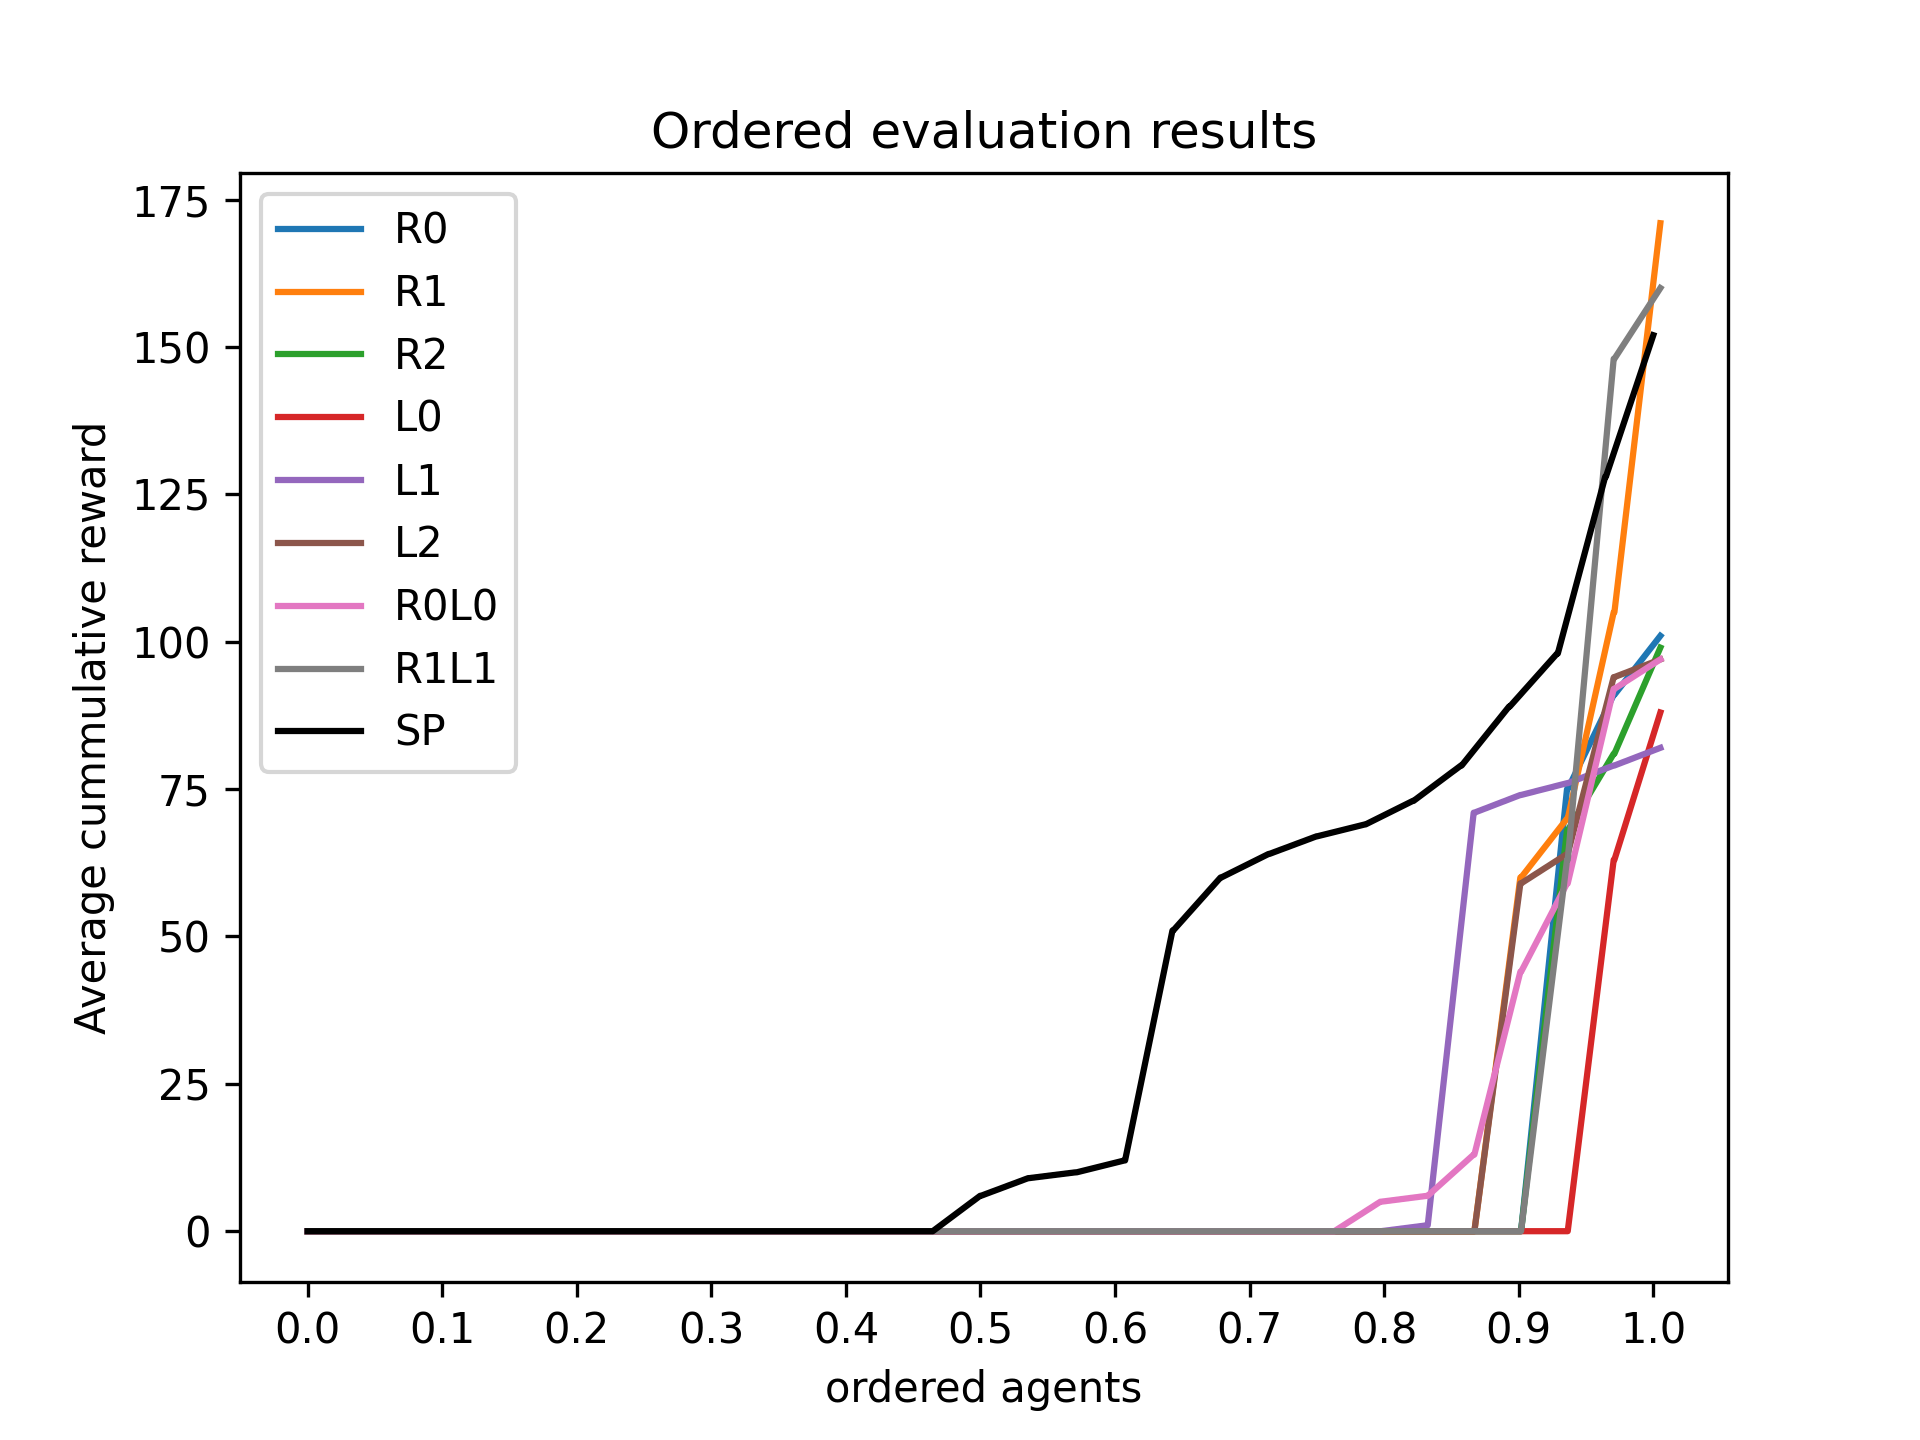 Ordered evaluation results
Average cummulative reward
175
150
125
100
75
50
25
0
R0
R1
R2
L0
L1
L2
R0L0
R1L1
SP
0.0 0.1 0.2 0.3 0.4 0.5 0.6 0.7 0.8 0.9 1.0
ordered agents